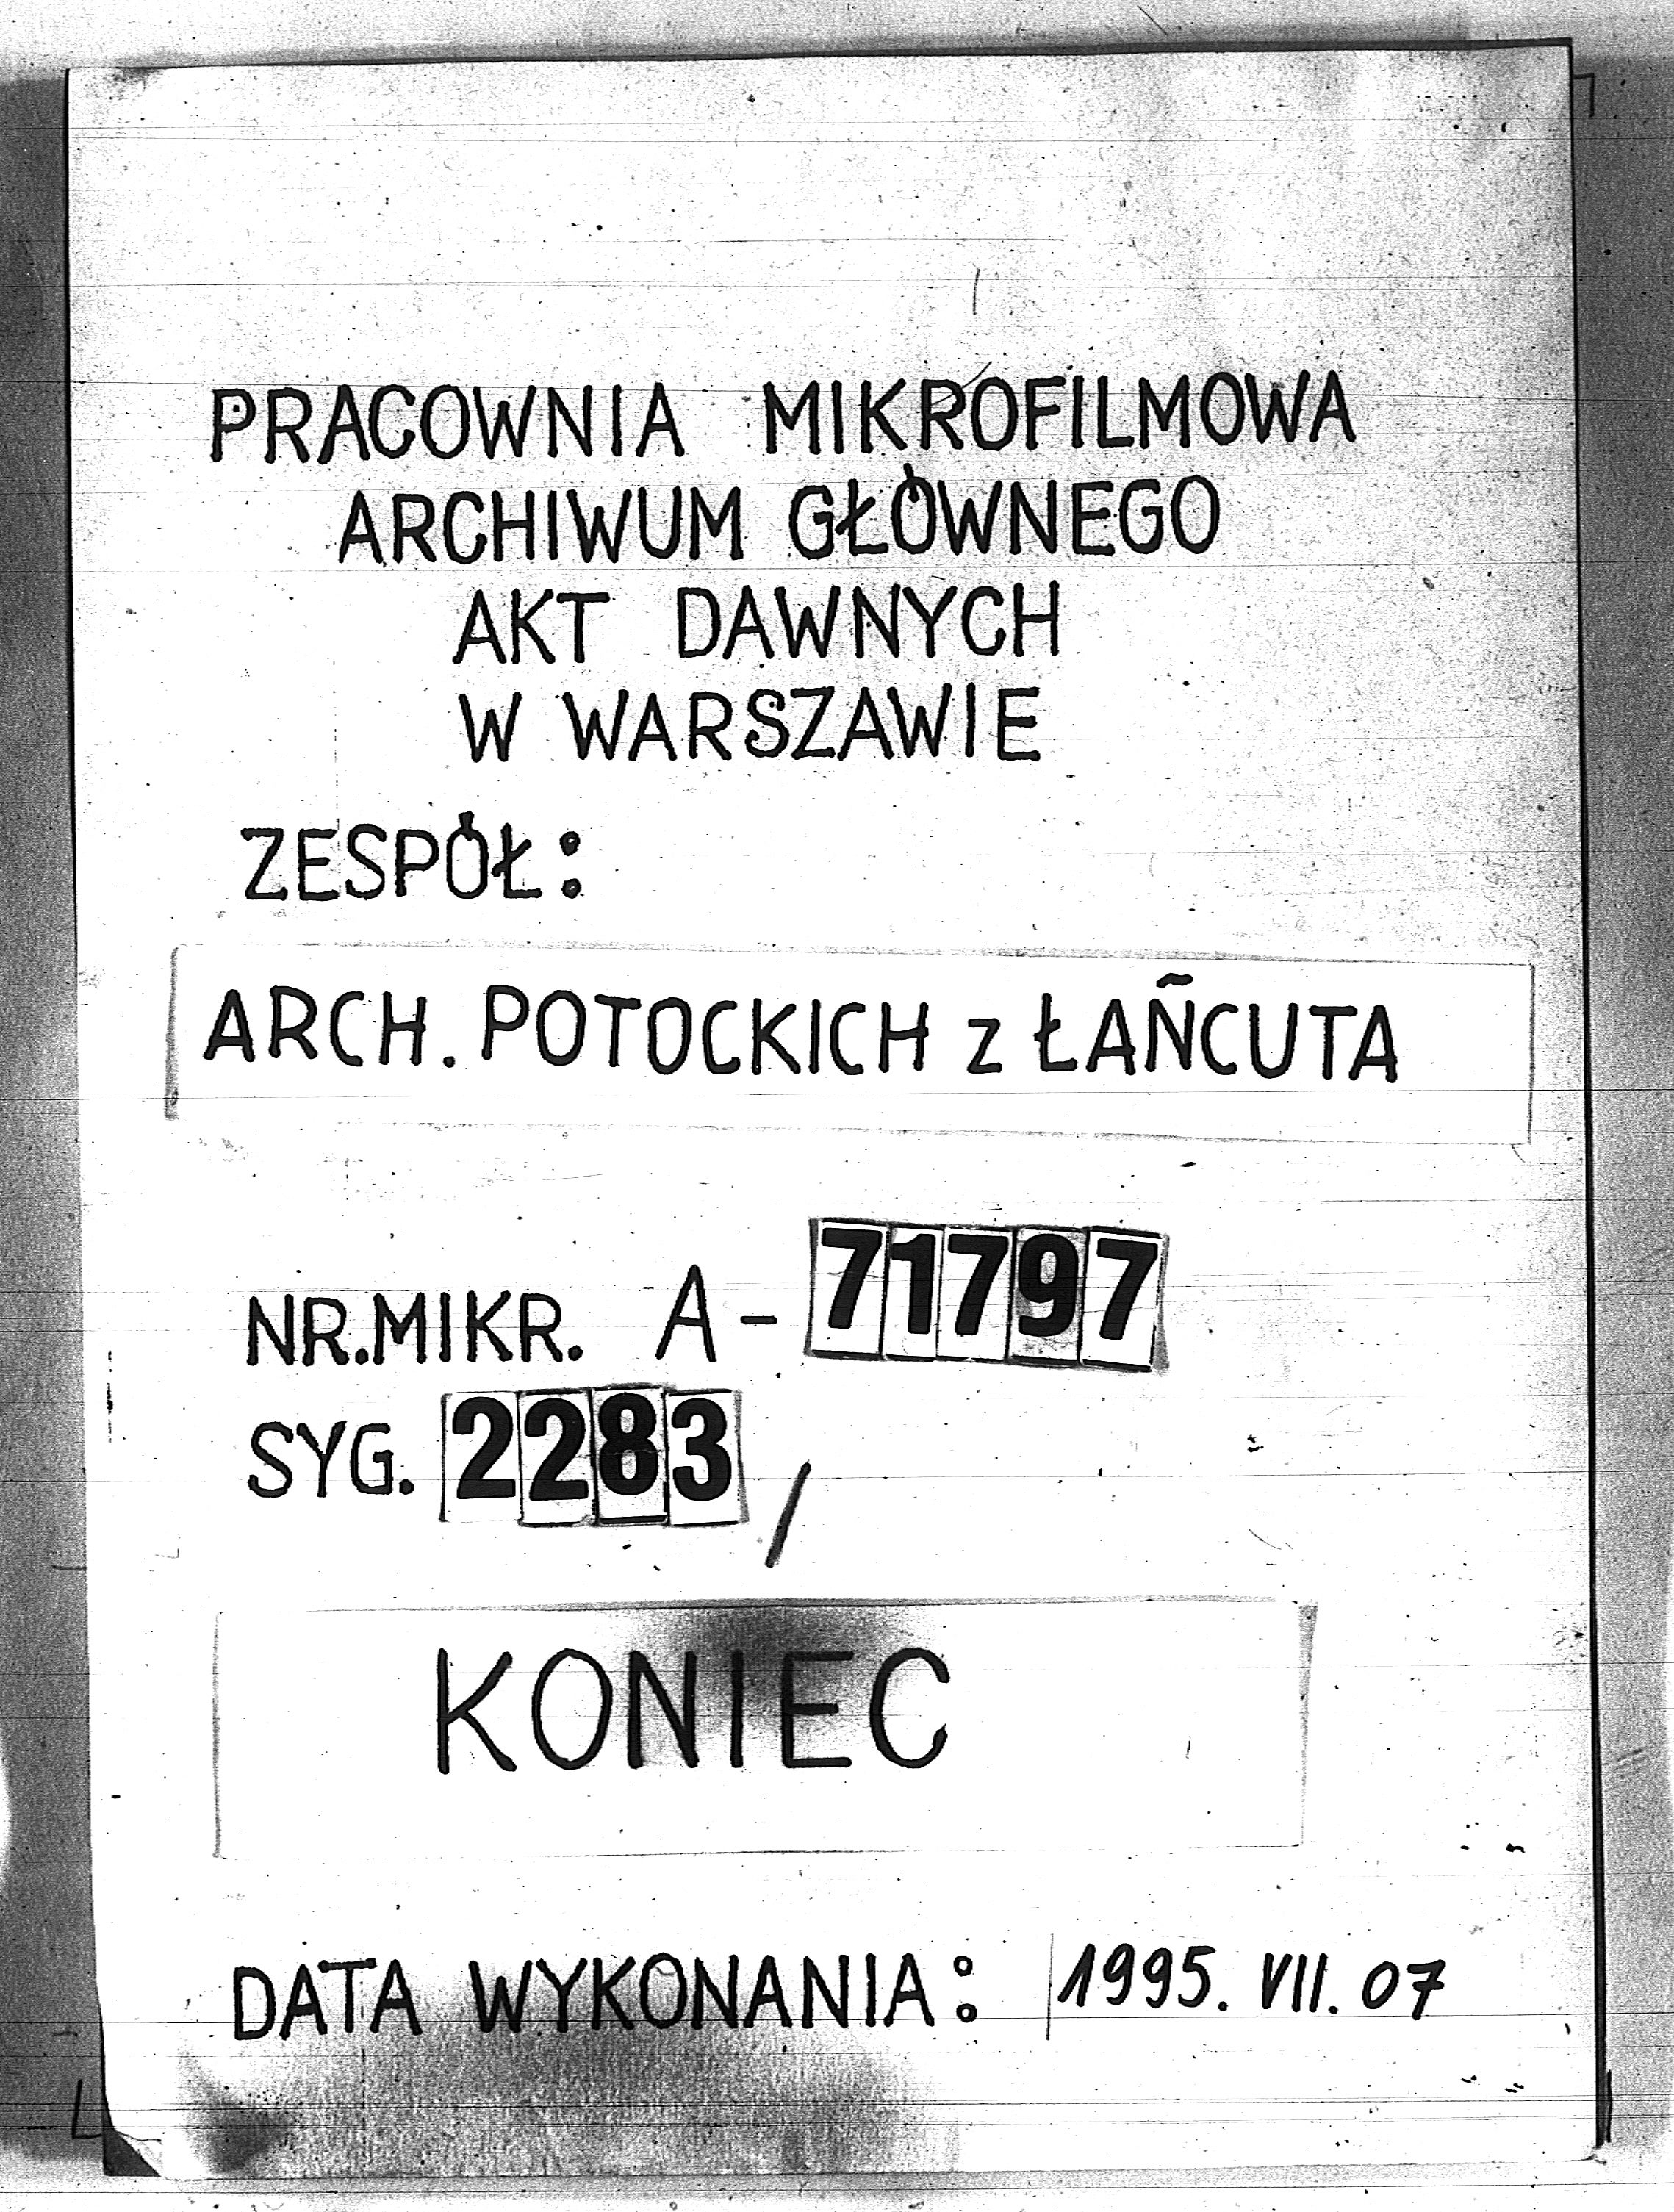 PRACOWNIA MIKROFILMOWA
ARCHIWUM GŁÓWNEGO
AKT DAWNYCH
W WARSZAWIE
ZESPÓŁ:
ARCH. POTOCKICH z ŁAŃCUTA
NR.MIKR. A-71797
SYG. 2283/
KONIEC
DATA WYKONANIA: 1995. VII. 07